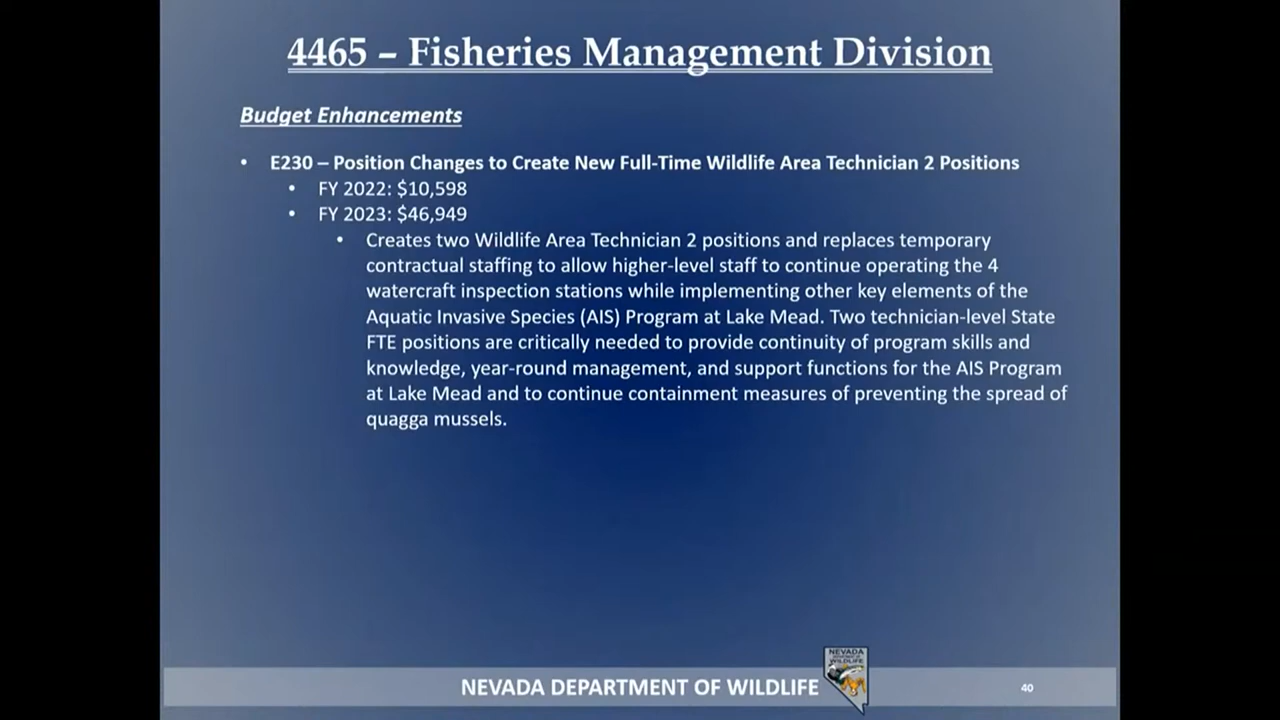 4465 – Fisheries Management Division
Budget Enhancements
• E230 – Position Changes to Create New Full-Time Wildlife Area Technician 2 Positions
• FY 2022: $10,598
• FY 2023: $46,949
• Creates two Wildlife Area Technician 2 positions and replaces temporary
contractual staffing to allow higher-level staff to continue operating the 4
watercraft inspection stations while implementing other key elements of the
Aquatic Invasive Species (AIS) Program at Lake Mead. Two technician-level State
FTE positions are critically needed to provide continuity of program skills and
knowledge, year-round management, and support functions for the AIS Program
at Lake Mead and to continue containment measures of preventing the spread of
quagga mussels.
NEVADA DEPARTMENT OF WILDLIFE
NEVADA
DEPARTMENT OF
WILDLIFE
40